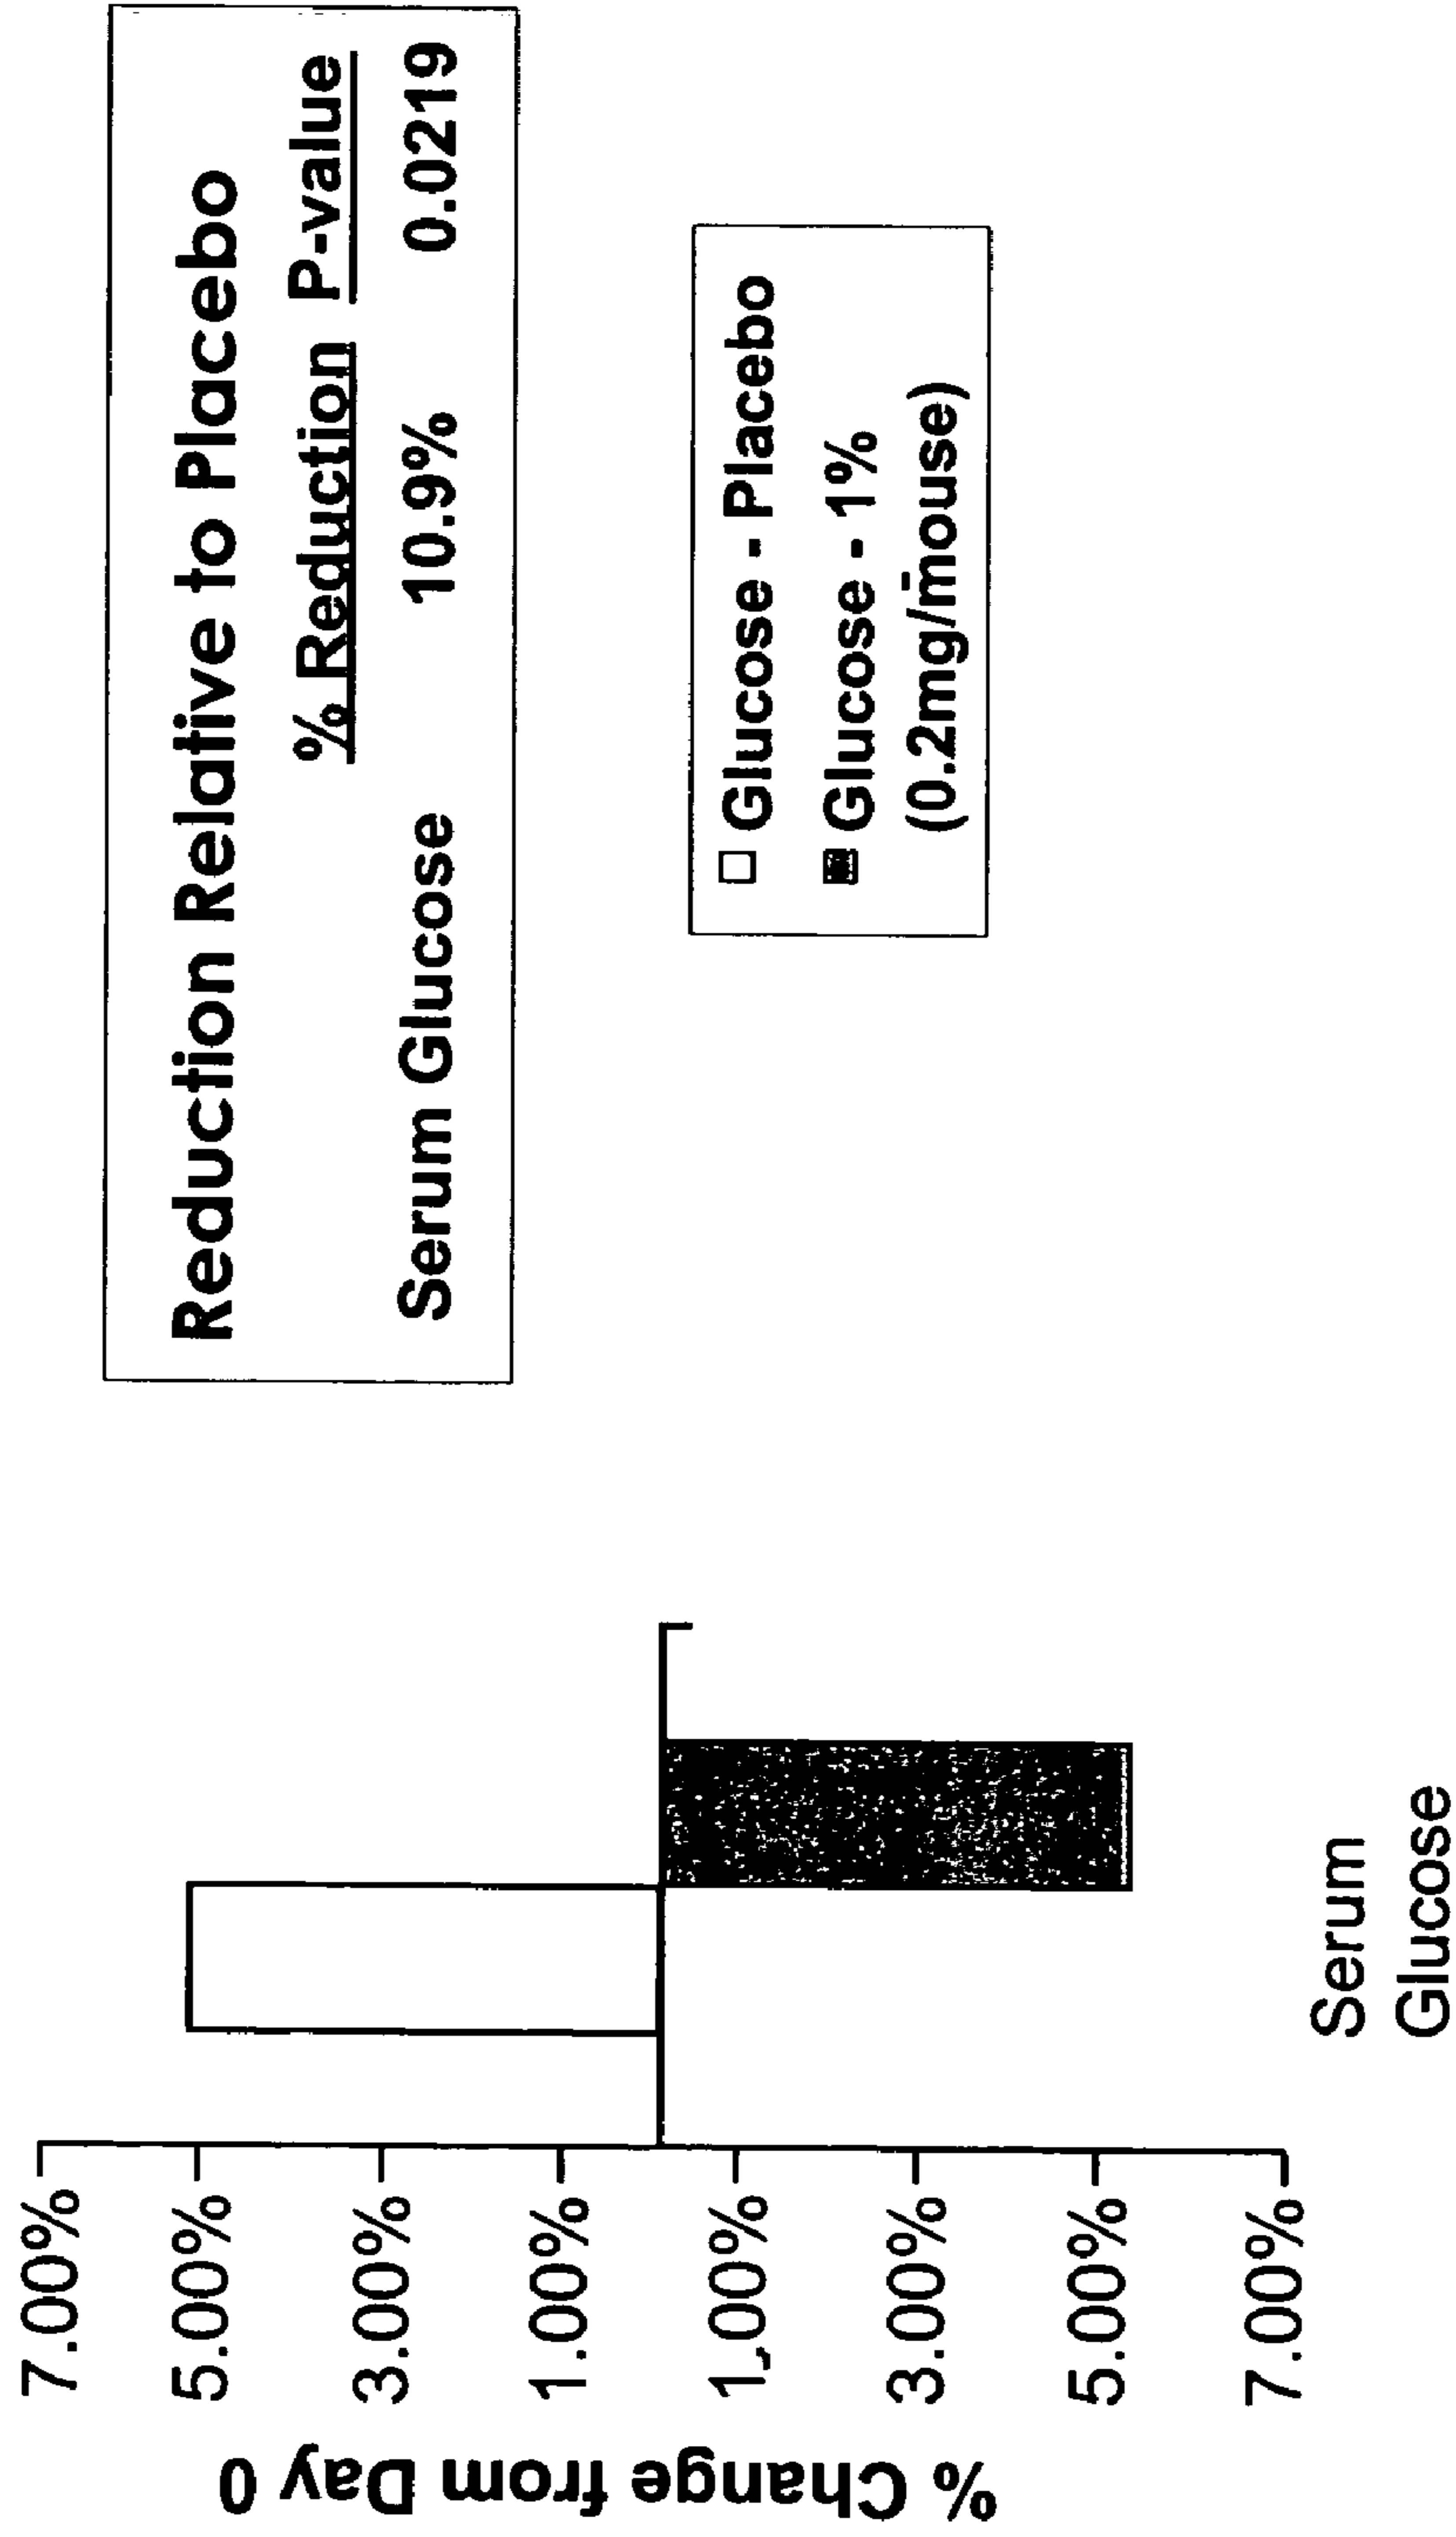 Reduction Relative to Placebo
% Reduction P-value
Serum Glucose 10.9% 0.0219
Glucose - Placebo
Glucose - 1%
(0.2mg/mouse)
% Change from Day 0
7.00%
5.00%
3.00%
1.00%
1.00%
3.00%
5.00%
7.00%
Serum
Glucose